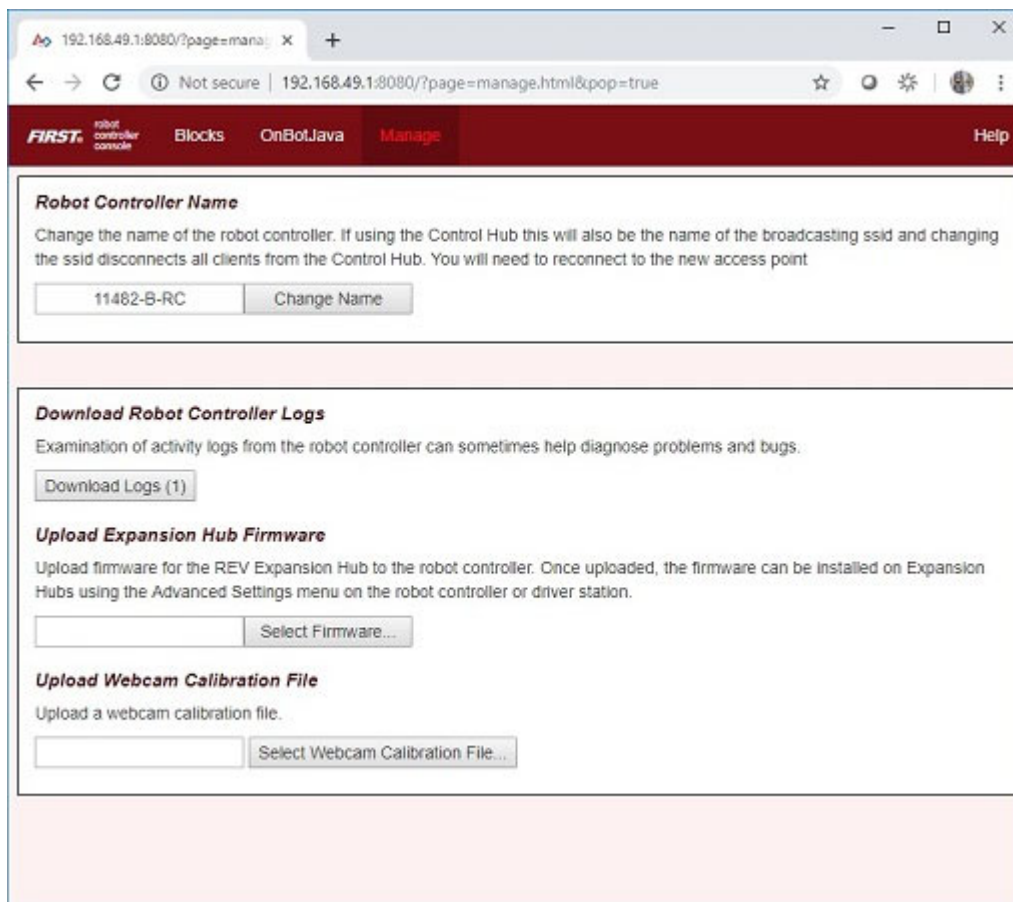 192.168.49.1:8080/?page=mana
Not secure | 192.168.49.1:8080/?page=manage.html&pop=true
FIRST. robot controller console Blocks OnBotJava Manage Help
Robot Controller Name
Change the name of the robot controller. If using the Control Hub this will also be the name of the broadcasting ssid and changing
the ssid disconnects all clients from the Control Hub. You will need to reconnect to the new access point
11482-B-RC Change Name
Download Robot Controller Logs
Examination of activity logs from the robot controller can sometimes help diagnose problems and bugs.
Download Logs (1)
Upload Expansion Hub Firmware
Upload firmware for the REV Expansion Hub to the robot controller. Once uploaded, the firmware can be installed on Expansion
Hubs using the Advanced Settings menu on the robot controller or driver station.
Select Firmware...
Upload Webcam Calibration File
Upload a webcam calibration file.
Select Webcam Calibration File...